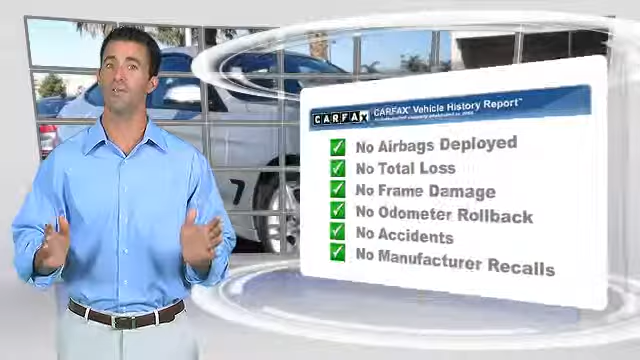 CARFAX CARFAX Vehicle History Report™
No Airbags Deployed
No Total Loss
No Frame Damage
No Odometer Rollback
No Accidents
No Manufacturer Recalls